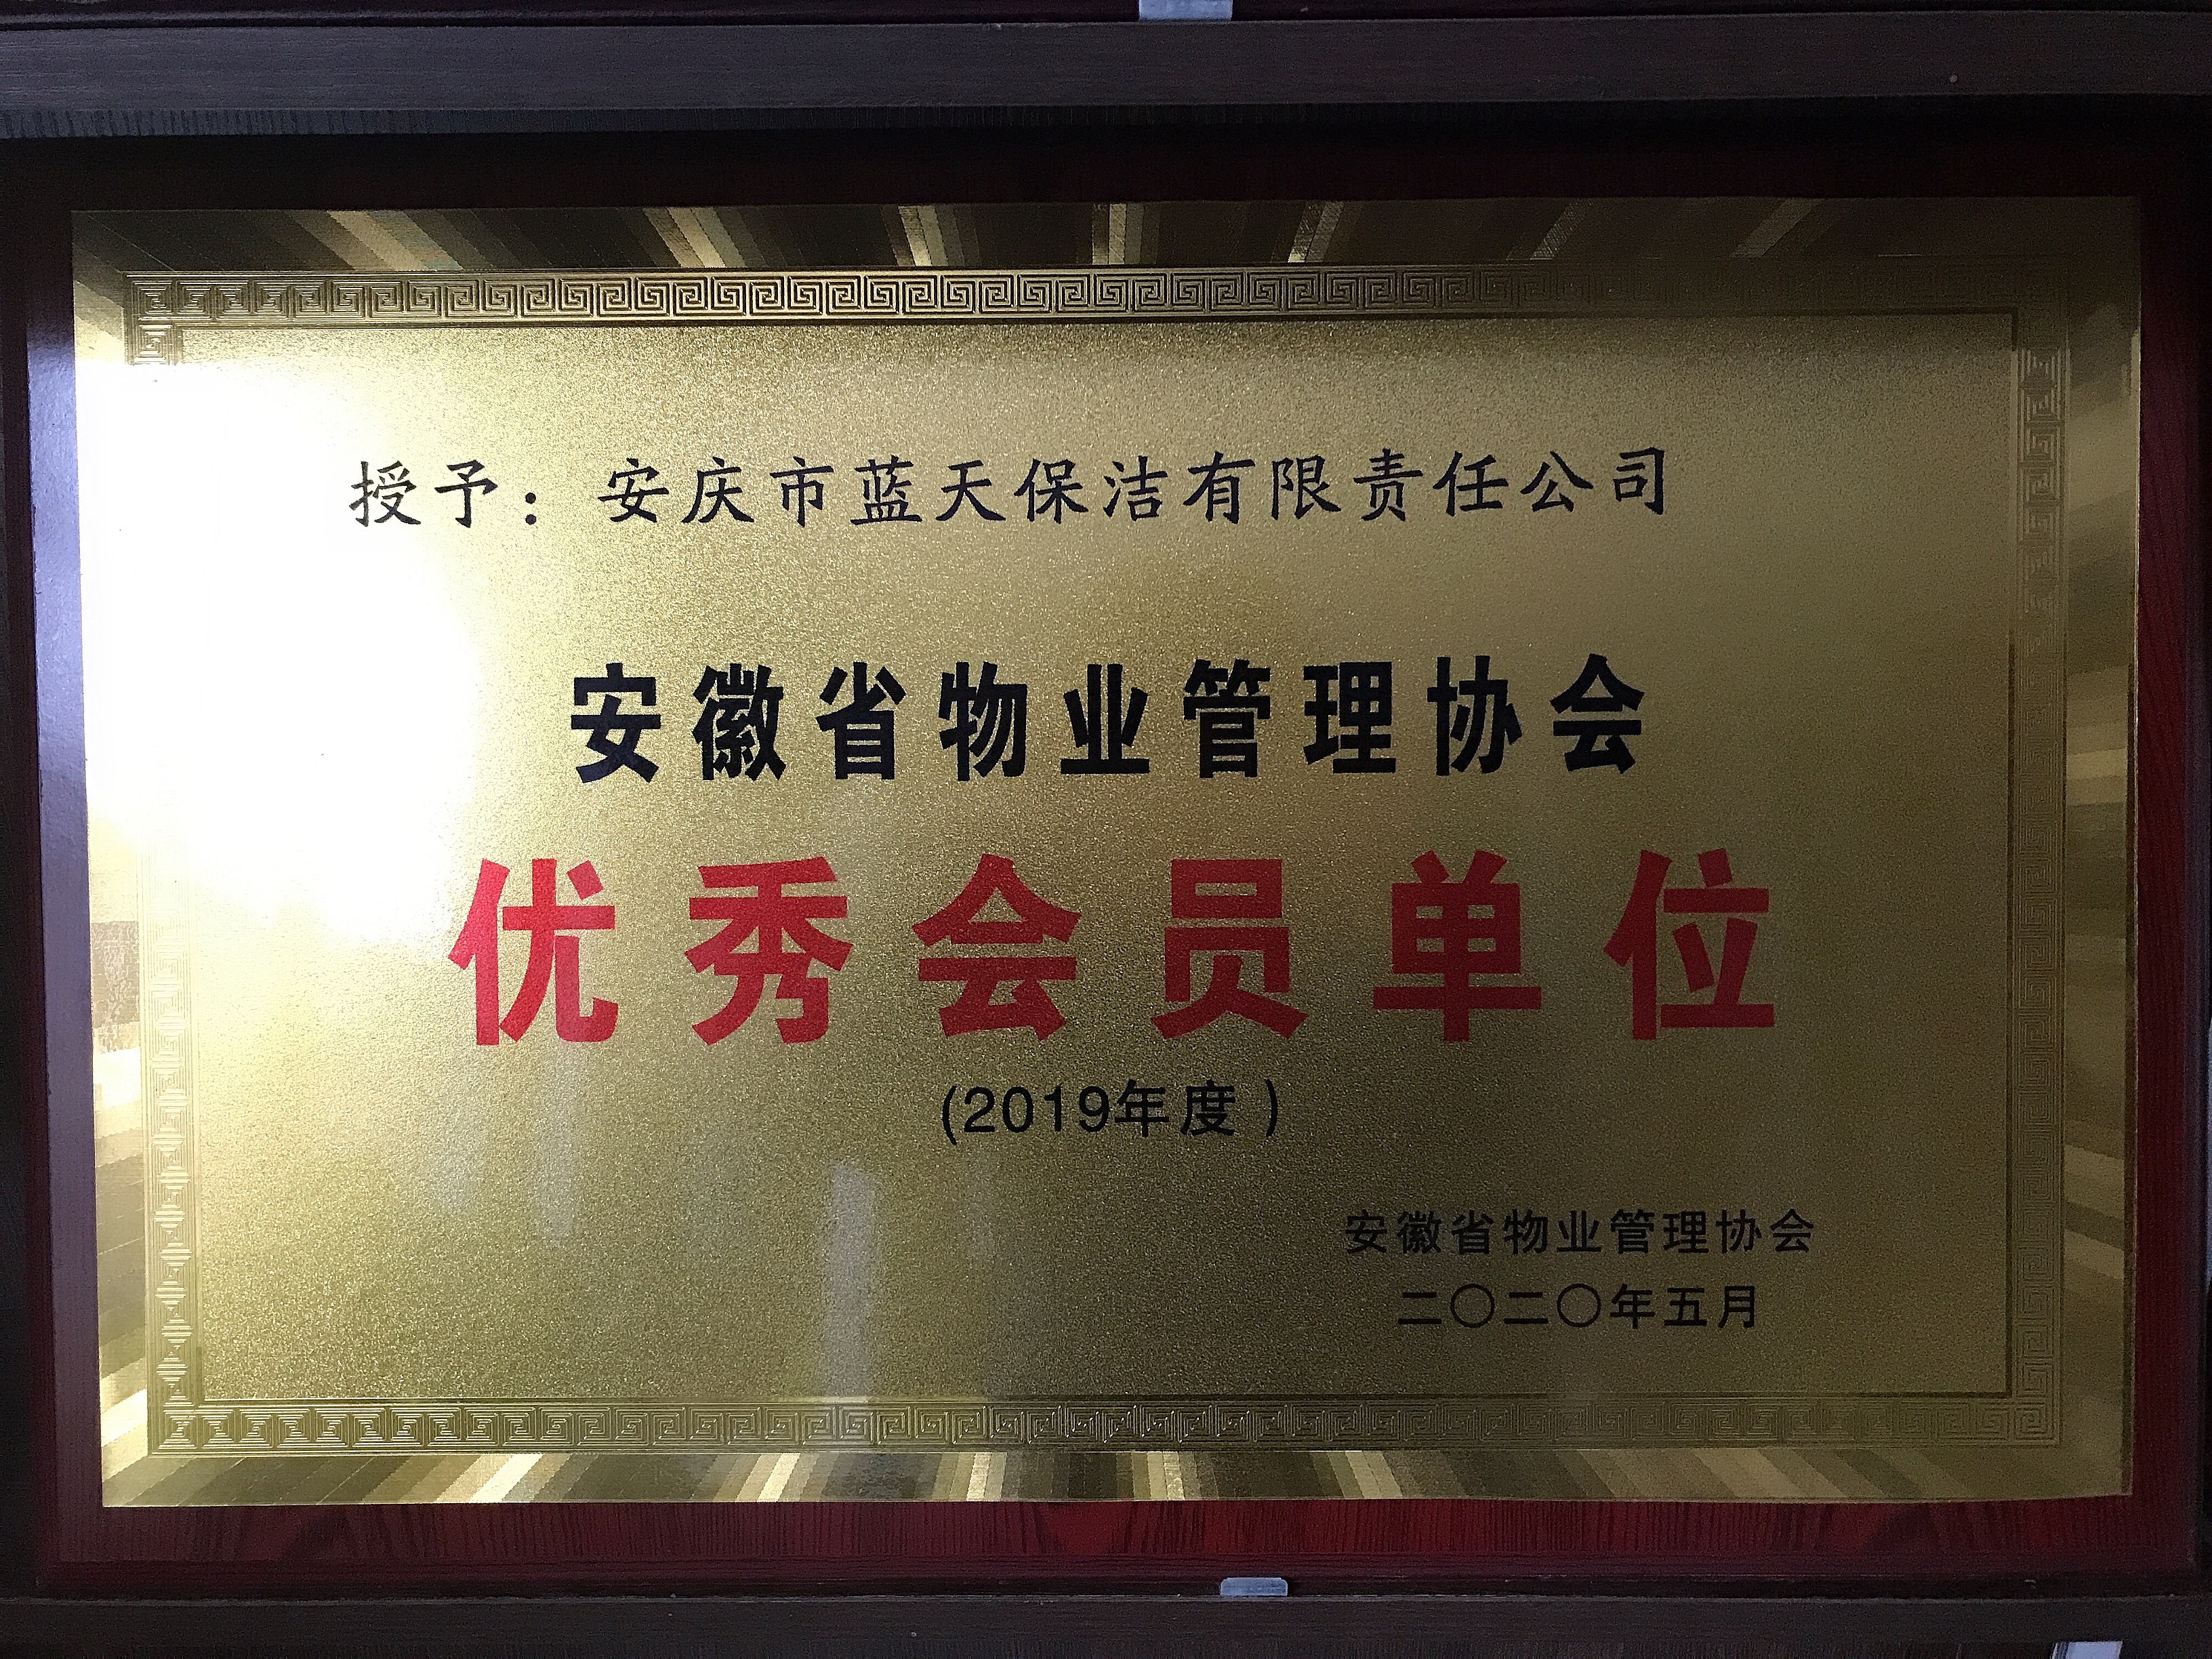 授予：安庆市蓝天保洁有限责任公司
安徽省物业管理协会
优秀会员单位
(2019年度)
安徽省物业管理协会
二〇二〇年五月